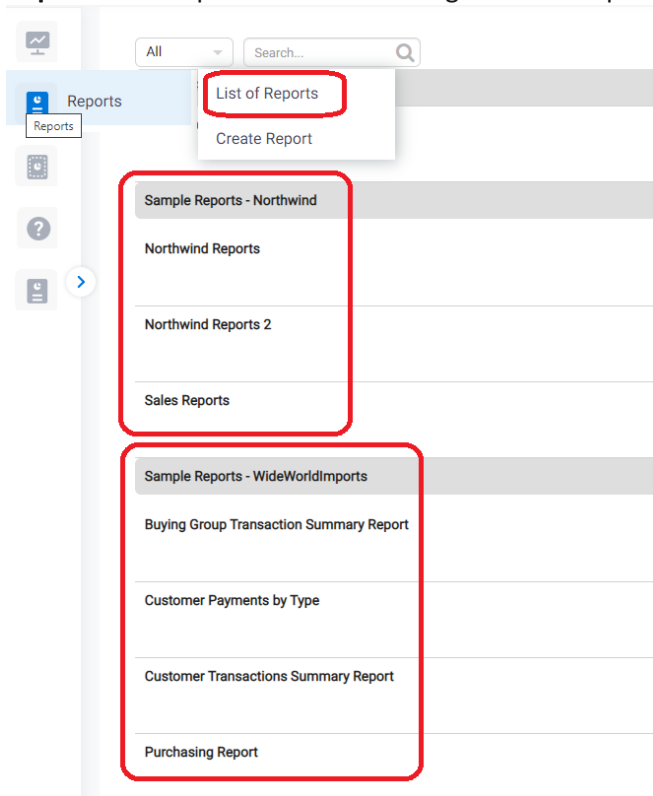 All
Search...
Reports
List of Reports
Reports
Create Report
Sample Reports - Northwind
Northwind Reports
Northwind Reports 2
Sales Reports
Sample Reports - WideWorldImports
Buying Group Transaction Summary Report
Customer Payments by Type
Customer Transactions Summary Report
Purchasing Report